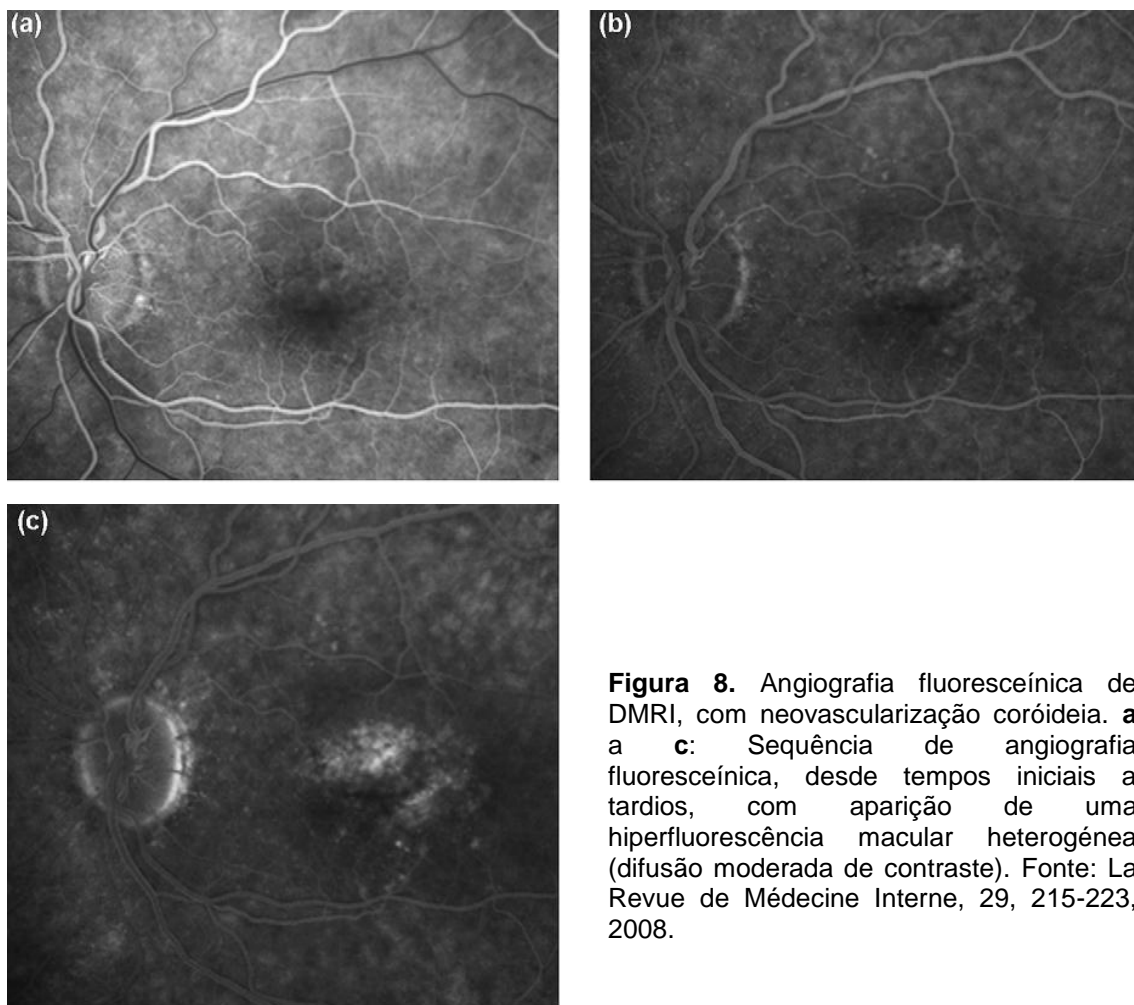 (a)
(b)
(c)
Figura 8. Angiografia fluoresceínica de
DMRI, com neovascularização coróideia. a
a c: Sequência de angiografia
fluoresceínica, desde tempos iniciais a
tardios, com aparição de uma
hiperfluorescência macular heterogénea
(difusão moderada de contraste). Fonte: La
Revue de Médecine Interne, 29, 215-223,
2008.